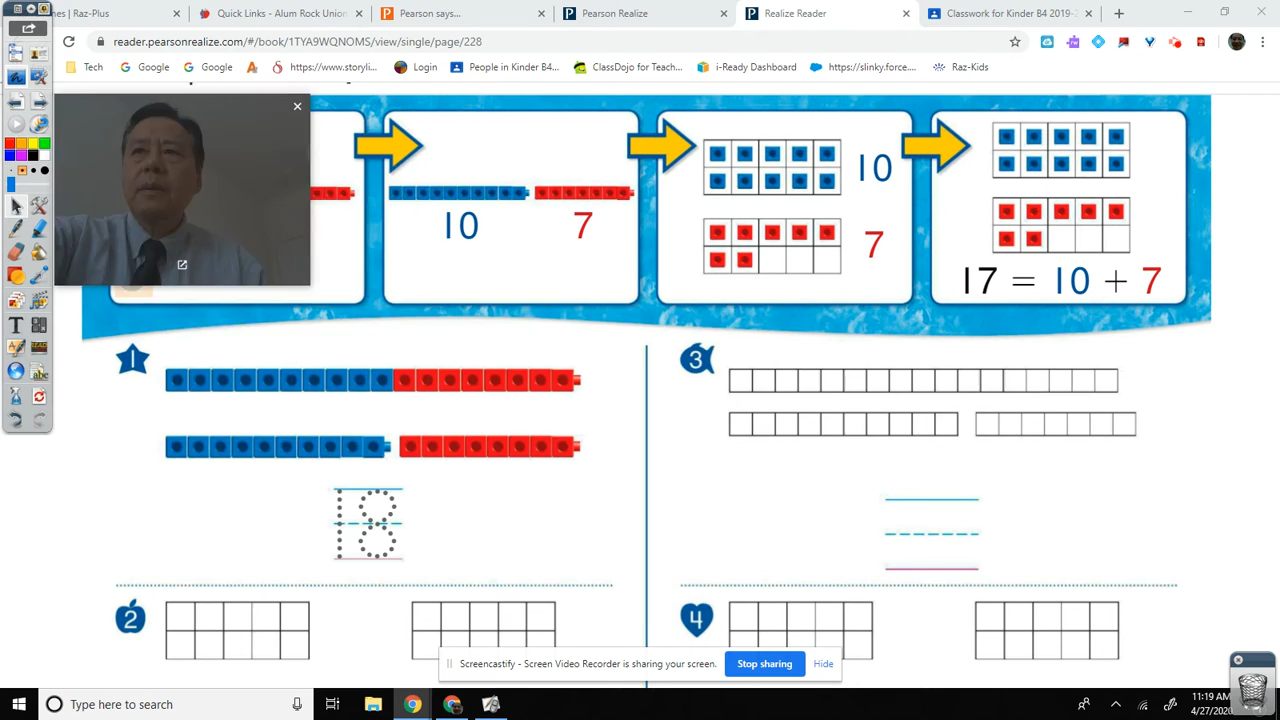 nes | Raz-Plus
Quick Links - Alum Rock Union
Pearson says...
Pearson Realize
Realize Reader
Classwork for Kinder B4 2019-2
reader.pearsonrealize.com/#/book/1TYA9WQNOMS/view/single/page/228
Tech
Google
Google
https://www.storyli...
Login
People in Kinder B4...
ClassDojo for Teach...
i-Ready Dashboard
https://slinky.force....
Raz-Kids
10
7
10
7
17 = 10 + 7
1
18
2
3
4
Screencastify - Screen Video Recorder is sharing your screen.
Stop sharing
Hide
Type here to search
11:19 AM
4/27/2020